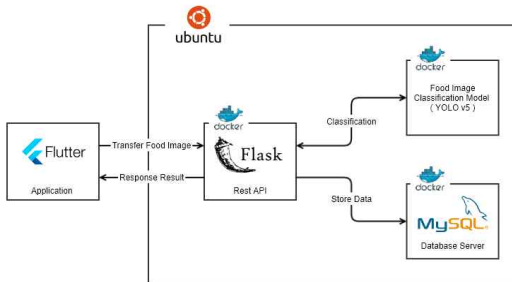 ubuntu
docker
Food Image
Classification Model
( YOLO v5 )
docker
Classification
Flutter
Transfer Food Image
Flask
Response Result
Application
Rest API
docker
Store Data
MySQL
Database Server